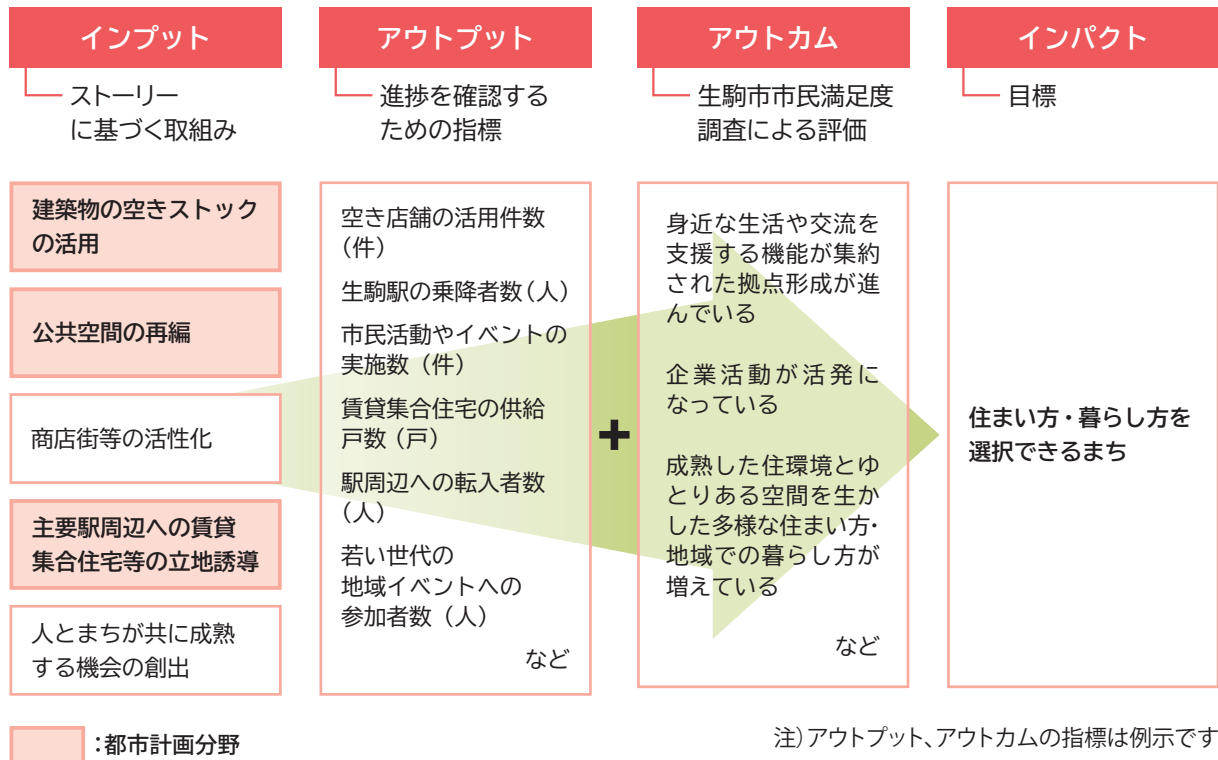 インプット
ストーリー
に基づく取組み
建築物の空きストック
の活用
公共空間の再編
商店街等の活性化
主要駅周辺への賃貸
集合住宅等の立地誘導
人とまちが共に成熟
する機会の創出
アウトプット
進捗を確認する
ための指標
空き店舗の活用件数
(件)
生駒駅の乗降者数(人)
市民活動やイベントの
実施数(件)
賃貸集合住宅の供給
戸数(戸)
駅周辺への転入者数
(人)
若い世代の
地域イベントへの
参加者数(人)
など
+
アウトカム
生駒市市民満足度
調査による評価
身近な生活や交流を
支援する機能が集約
された拠点形成が進
んでいる
企業活動が活発に
なっている
成熟した住環境とゆ
とりある空間を生か
した多様な住まい方・
地域での暮らし方が
増えている
など
インパクト
目標
住まい方・暮らし方を
選択できるまち
:都市計画分野
注)アウトプット、アウトカムの指標は例示です